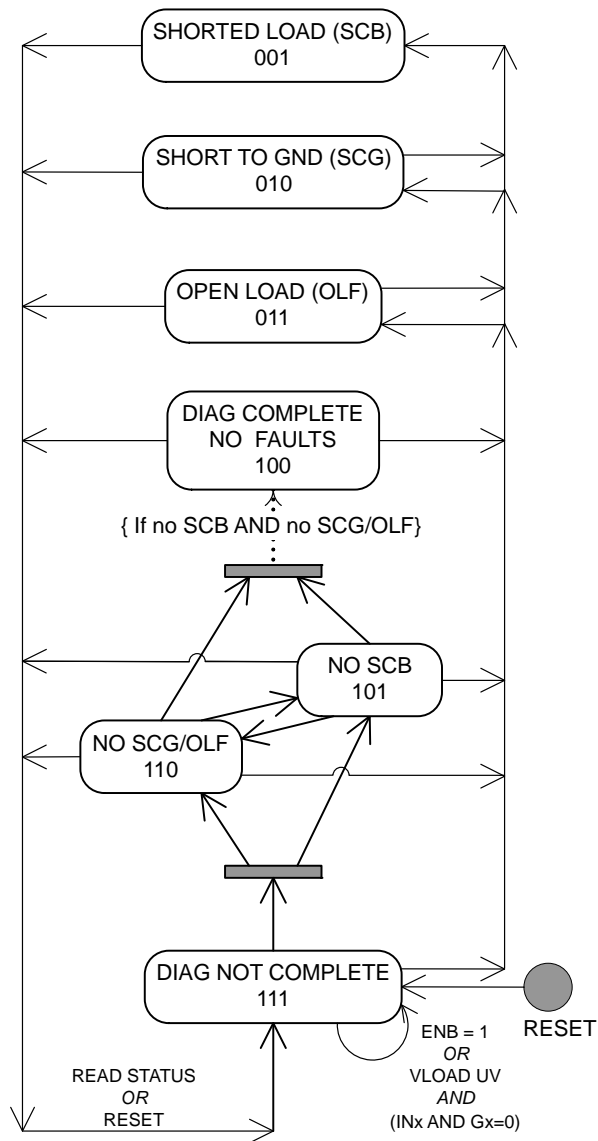 SHORTED LOAD (SCB)
001
SHORT TO GND (SCG)
010
OPEN LOAD (OLF)
011
DIAG COMPLETE
NO FAULTS
100
{ If no SCB AND no SCG/OLF}
NO SCB
101
NO SCG/OLF
110
DIAG NOT COMPLETE
111
RESET
ENB = 1
OR
VLOAD UV
AND
(INx AND Gx=0)
READ STATUS
OR
RESET